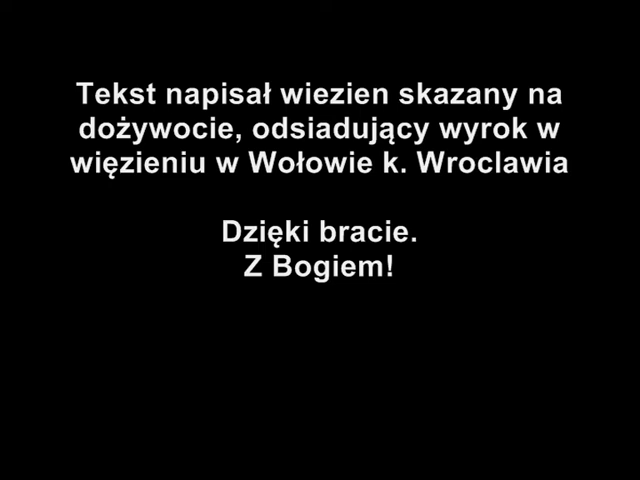 Tekst napisał wiezien skazany na
dożywocie, odsiadujący wyrok w
więzieniu w Wołowie k. Wroclawia
Dzięki bracie.
Z Bogiem!